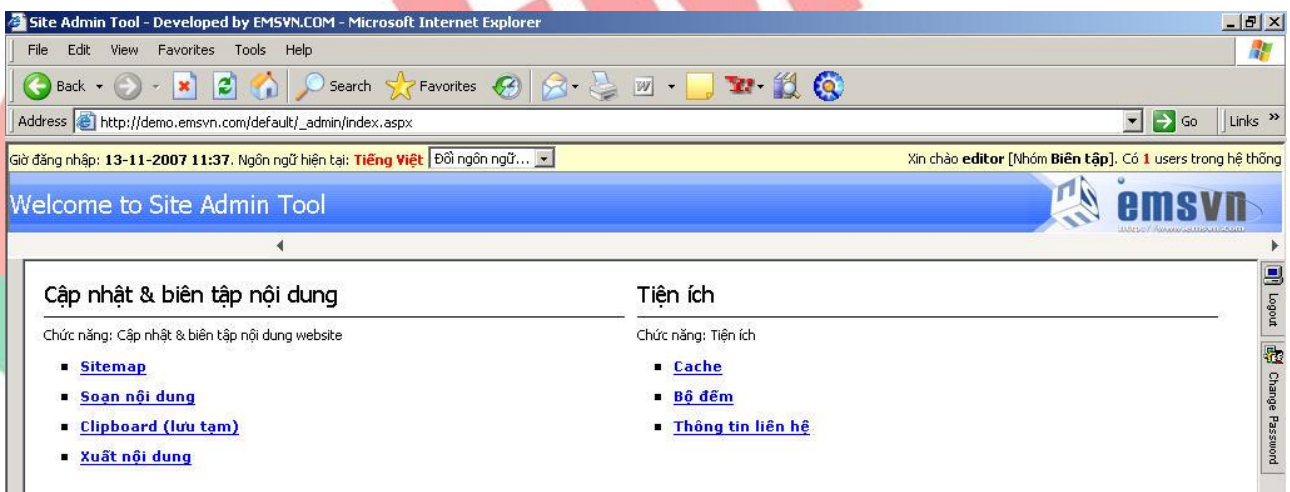 Site Admin Tool - Developed by EMSVN.COM - Microsoft Internet Explorer
File Edit View Favorites Tools Help
Back Search Favorites
Address http://demo.emsvn.com/default/_admin/index.aspx Go Links »
Giờ đăng nhập: 13-11-2007 11:37. Ngôn ngữ hiện tại: Tiếng Việt Đổi ngôn ngữ... Xin chào editor [Nhóm Biên tập]. Có 1 users trong hệ thống
Welcome to Site Admin Tool
emsvn
Cập nhật & biên tập nội dung
Chức năng: Cập nhật & biên tập nội dung website
Sitemap
Soạn nội dung
Clipboard (lưu tạm)
Xuất nội dung
Tiện ích
Chức năng: Tiện ích
Cache
Bộ đếm
Thông tin liên hệ
Logout
Change Password